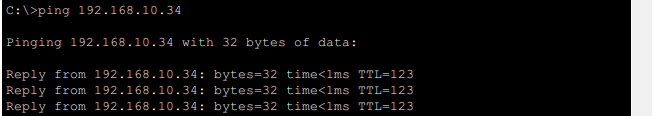 C:\>ping 192.168.10.34
Pinging 192.168.10.34 with 32 bytes of data:
Reply from 192.168.10.34: bytes=32 time<1ms TTL=123
Reply from 192.168.10.34: bytes=32 time<1ms TTL=123
Reply from 192.168.10.34: bytes=32 time<1ms TTL=123